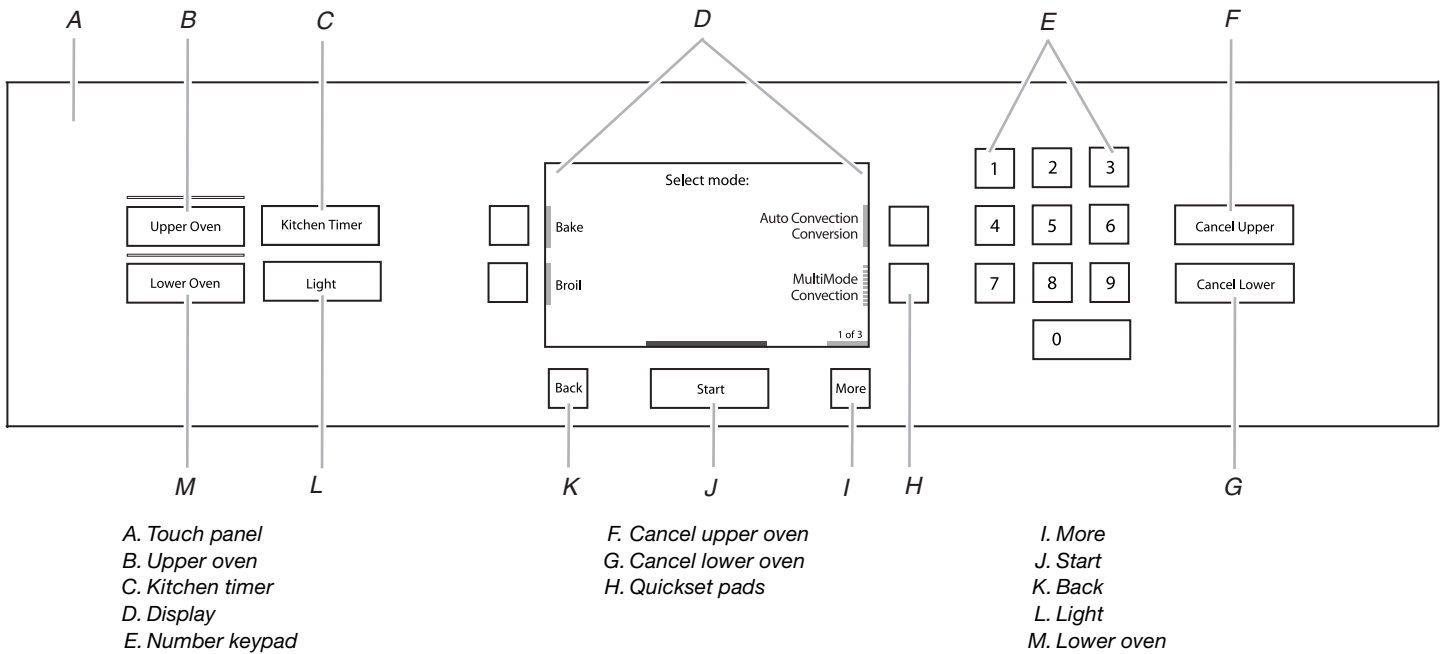 A B C D E F
Select mode:
1 2 3
Upper Oven Kitchen Timer Bake Auto Convection 4 5 6 Cancel Upper
Conversion
Lower Oven Light Broil MultiMode 7 8 9 Cancel Lower
Convection
1 of 3
0
Back Start More
M L K J I H G
A. Touch panel
B. Upper oven
C. Kitchen timer
D. Display
E. Number keypad
F. Cancel upper oven
G. Cancel lower oven
H. Quickset pads
I. More
J. Start
K. Back
L. Light
M. Lower oven